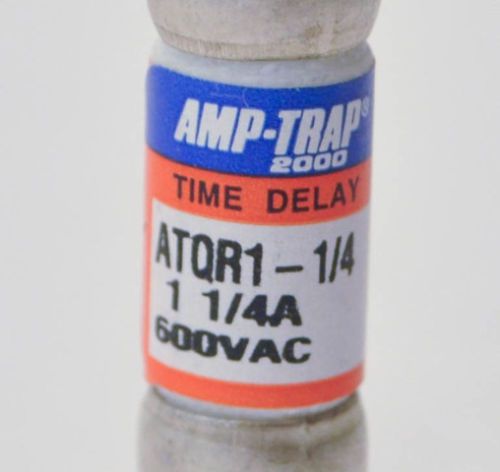 AMP-TRAP®
2000
TIME DELAY
ATQR1-1/4
1 1/4A
600VAC